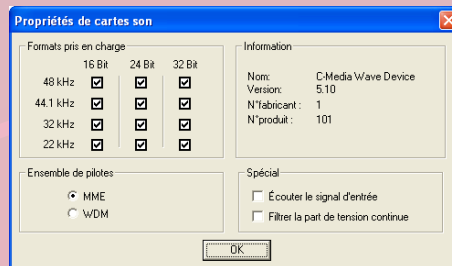 Propriétés de cartes son
Formats pris en charge
16 Bit 24 Bit 32 Bit
48 kHz
44.1 kHz
32 kHz
22 kHz
Information
Nom: C-Media Wave Device
Version: 5.10
N°fabricant : 1
N°produit : 101
Ensemble de pilotes
MME
WDM
Spécial
Écouter le signal d'entrée
Filtrer la part de tension continue
OK